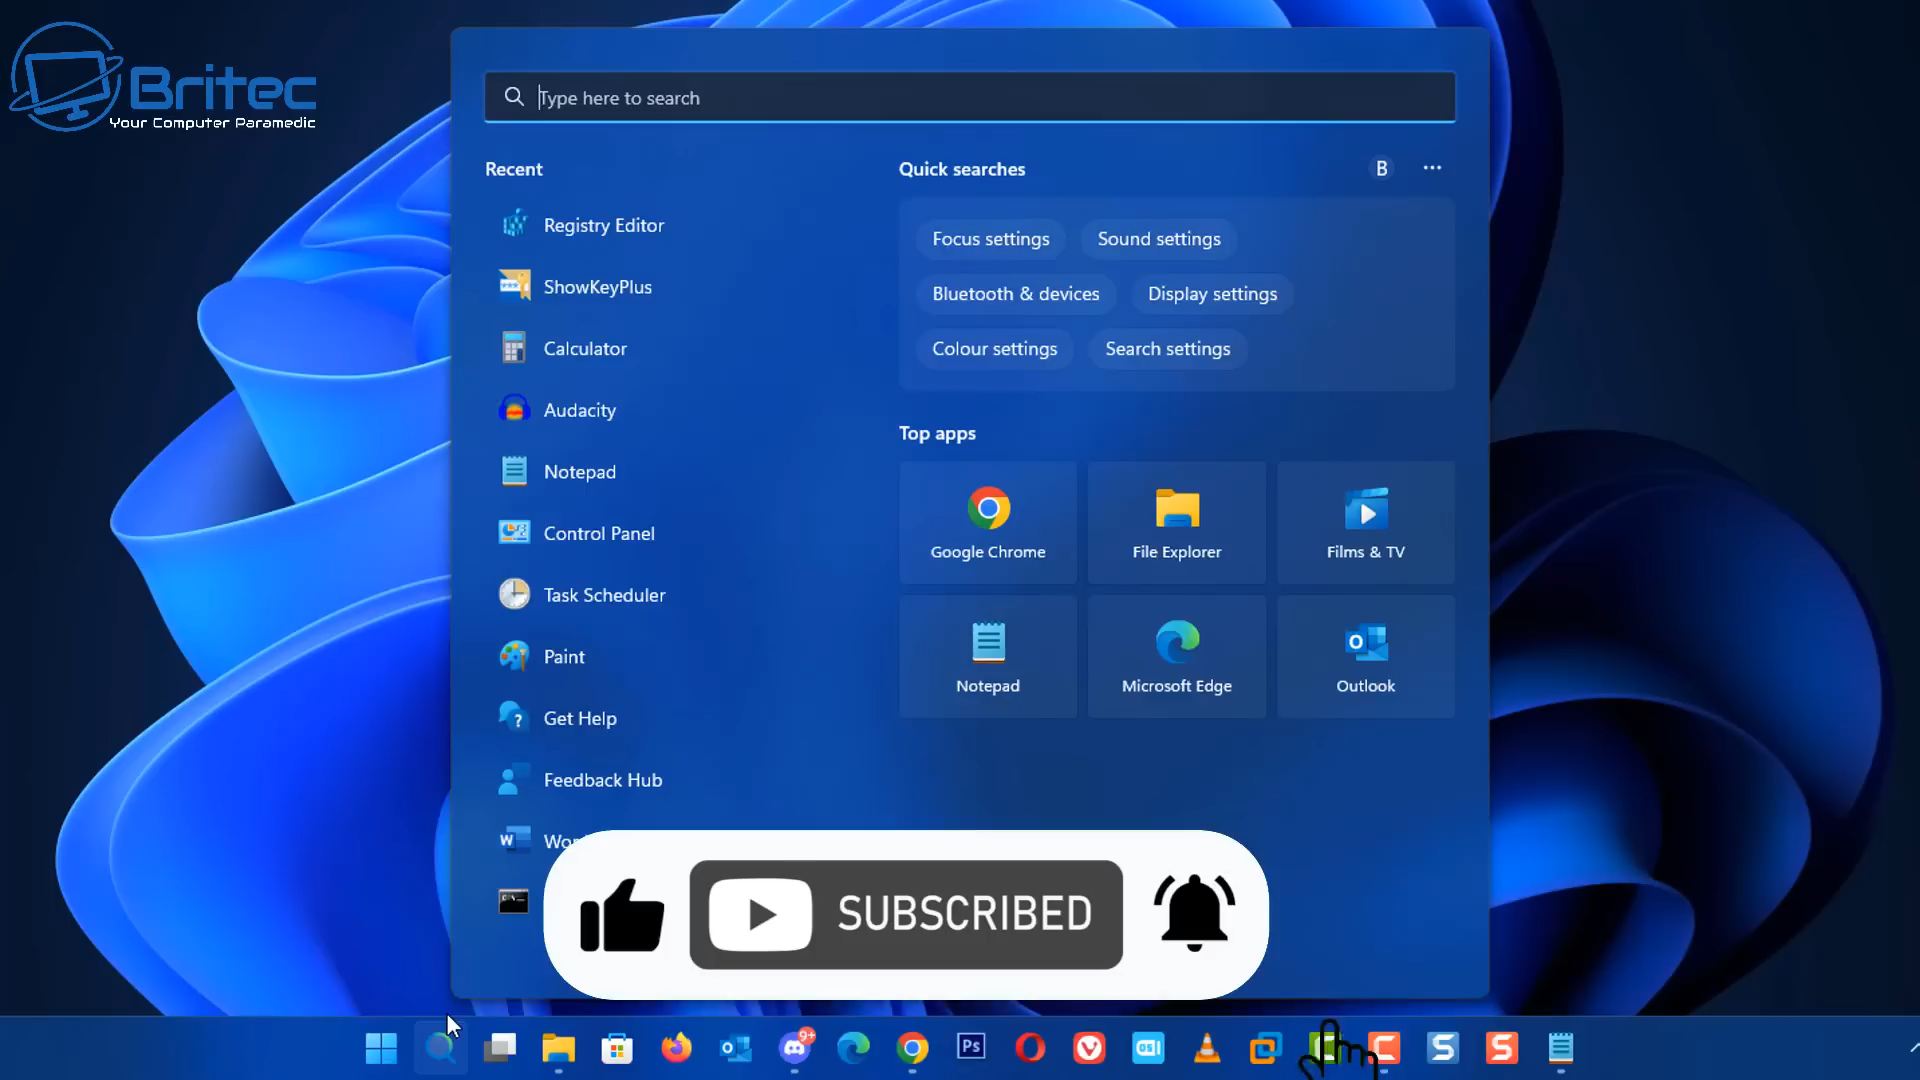 Britec
Your Computer Paramedic
Type here to search
Recent
Quick searches
B
Registry Editor
ShowKeyPlus
Calculator
Audacity
Notepad
Control Panel
Task Scheduler
Paint
Get Help
Feedback Hub
Focus settings
Sound settings
Bluetooth & devices
Display settings
Colour settings
Search settings
Top apps
Google Chrome
File Explorer
Films & TV
Notepad
Microsoft Edge
Outlook
SUBSCRIBED
9+
Ps